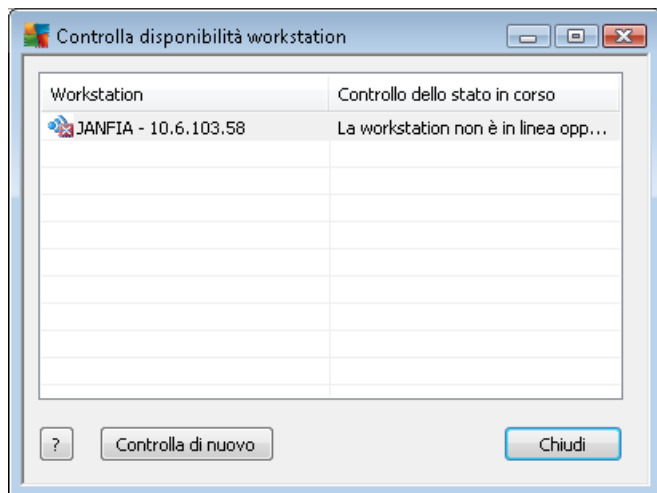 Controlla disponibilità workstation
Workstation Controllo dello stato in corso
JANFIA - 10.6.103.58 La workstation non è in linea opp...
? Controlla di nuovo Chiudi